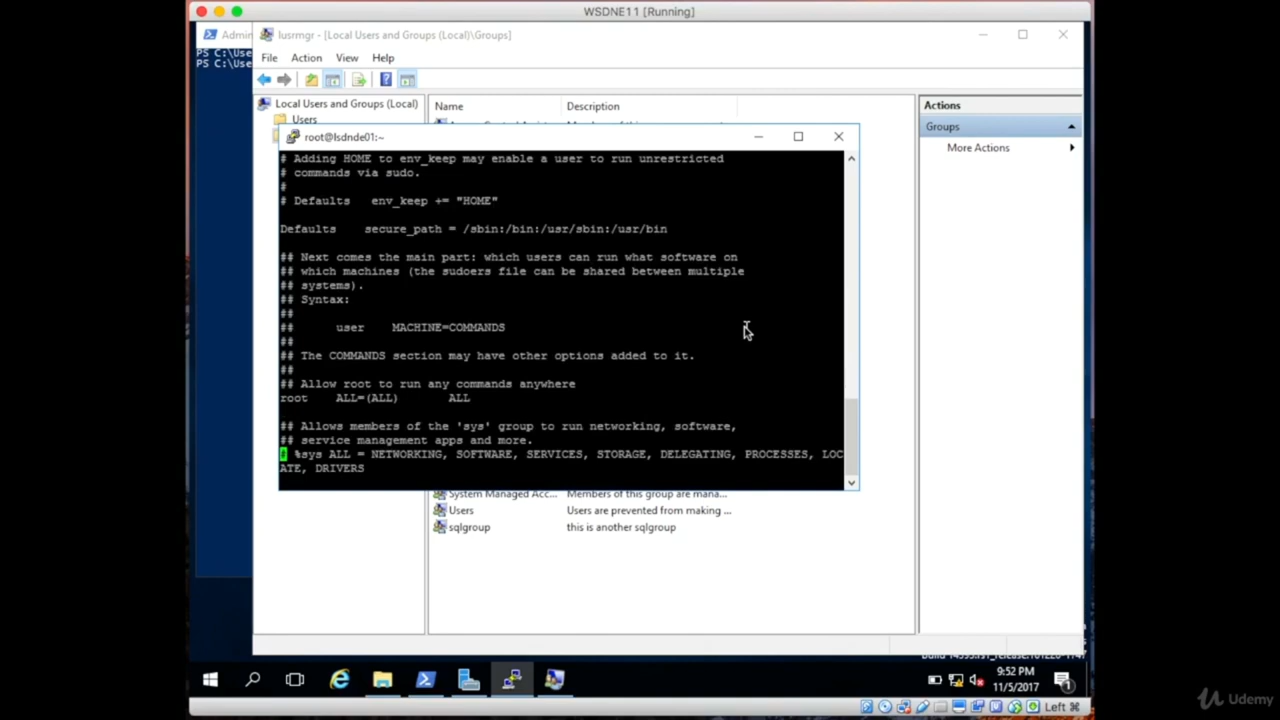 WSDNE11 [Running]
Admin
lusrmgr - [Local Users and Groups (Local)\Groups]
PS C:\Use
PS C:\Use
File Action View Help
Local Users and Groups (Local)
Users
Name Description
Actions
Groups
More Actions
root@lsdnde01:~
# Adding HOME to env_keep may enable a user to run unrestricted
# commands via sudo.
#
# Defaults env_keep += "HOME"
Defaults secure_path = /sbin:/bin:/usr/sbin:/usr/bin
## Next comes the main part: which users can run what software on
## which machines (the sudoers file can be shared between multiple
## systems).
## Syntax:
##
## user MACHINE=COMMANDS
##
## The COMMANDS section may have other options added to it.
##
## Allow root to run any commands anywhere
root ALL=(ALL) ALL
## Allows members of the 'sys' group to run networking, software,
## service management apps and more.
# %sys ALL = NETWORKING, SOFTWARE, SERVICES, STORAGE, DELEGATING, PROCESSES, LOC
ATE, DRIVERS
System Managed Acc... Members of this group are mana...
Users Users are prevented from making ...
sqlgroup this is another sqlgroup
9:52 PM
11/5/2017
1
Left ⌘
Udemy